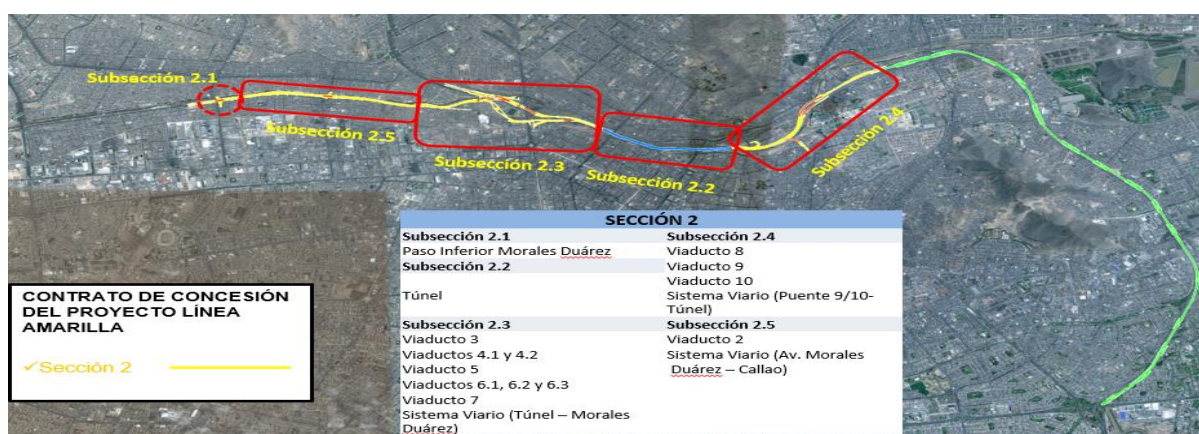 Subsección 2.1
Subsección 2.5
Subsección 2.3
Subsección 2.2
Subsección 2.4
SECCIÓN 2
Subsección 2.1
Paso Inferior Morales Duárez
Subsección 2.2
Túnel
Subsección 2.3
Viaducto 3
Viaductos 4.1 y 4.2
Viaducto 5
Viaductos 6.1, 6.2 y 6.3
Viaducto 7
Sistema Viario (Túnel – Morales
Duárez)
Subsección 2.4
Viaducto 8
Viaducto 9
Viaducto 10
Sistema Viario (Puente 9/10-
Túnel)
Subsección 2.5
Viaducto 2
Sistema Viario (Av. Morales
Duárez – Callao)
CONTRATO DE CONCESIÓN
DEL PROYECTO LÍNEA
AMARILLA
✓Sección 2